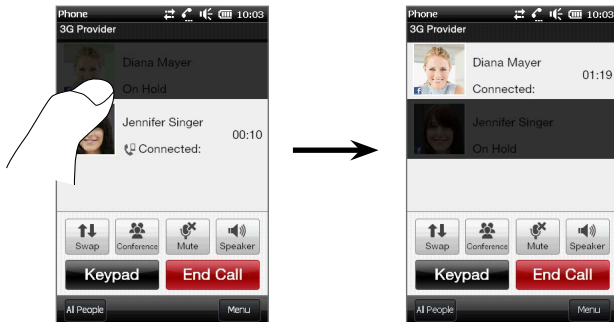 Phone 10:03
3G Provider
Diana Mayer
On Hold
Jennifer Singer
00:10
Connected:
Swap Conference Mute Speaker
Keypad End Call
All People Menu
Phone 10:03
3G Provider
Diana Mayer
01:19
Connected:
Jennifer Singer
On Hold
Swap Conference Mute Speaker
Keypad End Call
All People Menu